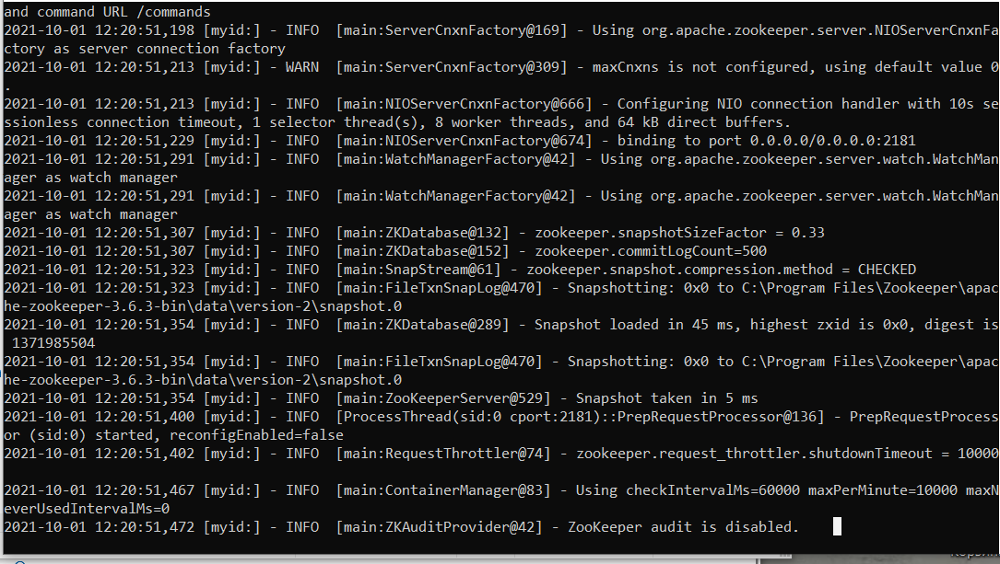 and command URL /commands
2021-10-01 12:20:51,198 [myid:] - INFO  [main:ServerCnxnFactory@169] - Using org.apache.zookeeper.server.NIOServerCnxnFa
ctory as server connection factory
2021-10-01 12:20:51,213 [myid:] - WARN  [main:ServerCnxnFactory@309] - maxCnxns is not configured, using default value 0
.
2021-10-01 12:20:51,213 [myid:] - INFO  [main:NIOServerCnxnFactory@666] - Configuring NIO connection handler with 10s se
ssionless connection timeout, 1 selector thread(s), 8 worker threads, and 64 kB direct buffers.
2021-10-01 12:20:51,229 [myid:] - INFO  [main:NIOServerCnxnFactory@674] - binding to port 0.0.0.0/0.0.0.0:2181
2021-10-01 12:20:51,291 [myid:] - INFO  [main:WatchManagerFactory@42] - Using org.apache.zookeeper.server.watch.WatchMan
ager as watch manager
2021-10-01 12:20:51,291 [myid:] - INFO  [main:WatchManagerFactory@42] - Using org.apache.zookeeper.server.watch.WatchMan
ager as watch manager
2021-10-01 12:20:51,307 [myid:] - INFO  [main:ZKDatabase@132] - zookeeper.snapshotSizeFactor = 0.33
2021-10-01 12:20:51,307 [myid:] - INFO  [main:ZKDatabase@152] - zookeeper.commitLogCount=500
2021-10-01 12:20:51,323 [myid:] - INFO  [main:SnapStream@61] - zookeeper.snapshot.compression.method = CHECKED
2021-10-01 12:20:51,323 [myid:] - INFO  [main:FileTxnSnapLog@470] - Snapshotting: 0x0 to C:\Program Files\Zookeeper\apac
he-zookeeper-3.6.3-bin\data\version-2\snapshot.0
2021-10-01 12:20:51,354 [myid:] - INFO  [main:ZKDatabase@289] - Snapshot loaded in 45 ms, highest zxid is 0x0, digest is
 1371985504
2021-10-01 12:20:51,354 [myid:] - INFO  [main:FileTxnSnapLog@470] - Snapshotting: 0x0 to C:\Program Files\Zookeeper\apac
he-zookeeper-3.6.3-bin\data\version-2\snapshot.0
2021-10-01 12:20:51,354 [myid:] - INFO  [main:ZooKeeperServer@529] - Snapshot taken in 5 ms
2021-10-01 12:20:51,400 [myid:] - INFO  [ProcessThread(sid:0 cport:2181)::PrepRequestProcessor@136] - PrepRequestProcess
or (sid:0) started, reconfigEnabled=false
2021-10-01 12:20:51,402 [myid:] - INFO  [main:RequestThrottler@74] - zookeeper.request_throttler.shutdownTimeout = 10000
2021-10-01 12:20:51,467 [myid:] - INFO  [main:ContainerManager@83] - Using checkIntervalMs=60000 maxPerMinute=10000 maxN
everUsedIntervalMs=0
2021-10-01 12:20:51,472 [myid:] - INFO  [main:ZKAuditProvider@42] - ZooKeeper audit is disabled.